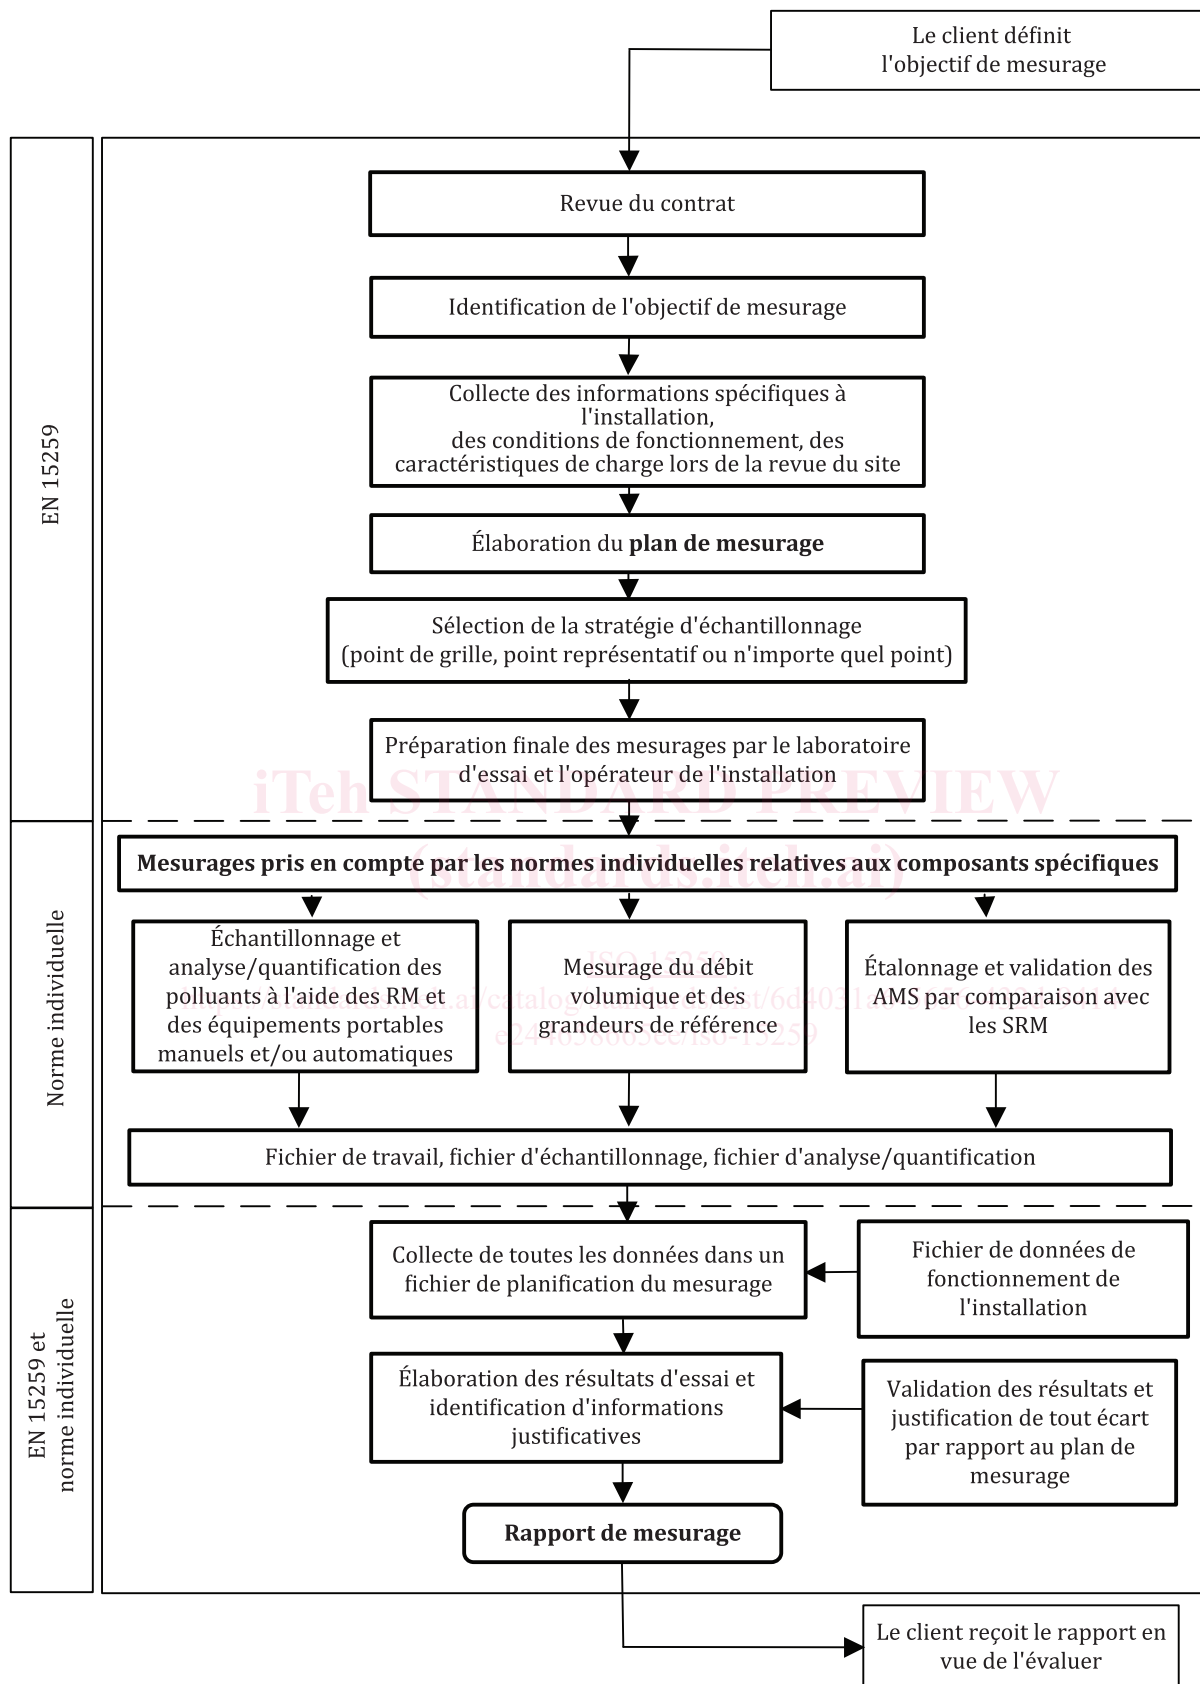 Le client définit
l'objectif de mesurage
EN 15259
Revue du contrat
Identification de l'objectif de mesurage
Collecte des informations spécifiques à
l'installation,
des conditions de fonctionnement, des
caractéristiques de charge lors de la revue du site
Élaboration du plan de mesurage
Sélection de la stratégie d'échantillonnage
(point de grille, point représentatif ou n'importe quel point)
Préparation finale des mesurages par le laboratoire
d'essai et l'opérateur de l'installation
iTeh STANDARD PREVIEW
(standards.iteh.ai)
Norme individuelle
Mesurages pris en compte par les normes individuelles relatives aux composants spécifiques
Échantillonnage et
analyse/quantification des
polluants à l'aide des RM et
des équipements portables
manuels et/ou automatiques
Mesurage du débit
volumique et des
grandeurs de référence
Étalonnage et validation des
AMS par comparaison avec
les SRM
ISO 15259
Fichier de travail, fichier d'échantillonnage, fichier d'analyse/quantification
EN 15259 et
norme individuelle
Collecte de toutes les données dans un
fichier de planification du mesurage
Fichier de données de
fonctionnement de
l'installation
Élaboration des résultats d'essai et
identification d'informations
justificatives
Validation des résultats et
justification de tout écart
par rapport au plan de
mesurage
Rapport de mesurage
Le client reçoit le rapport en
vue de l'évaluer